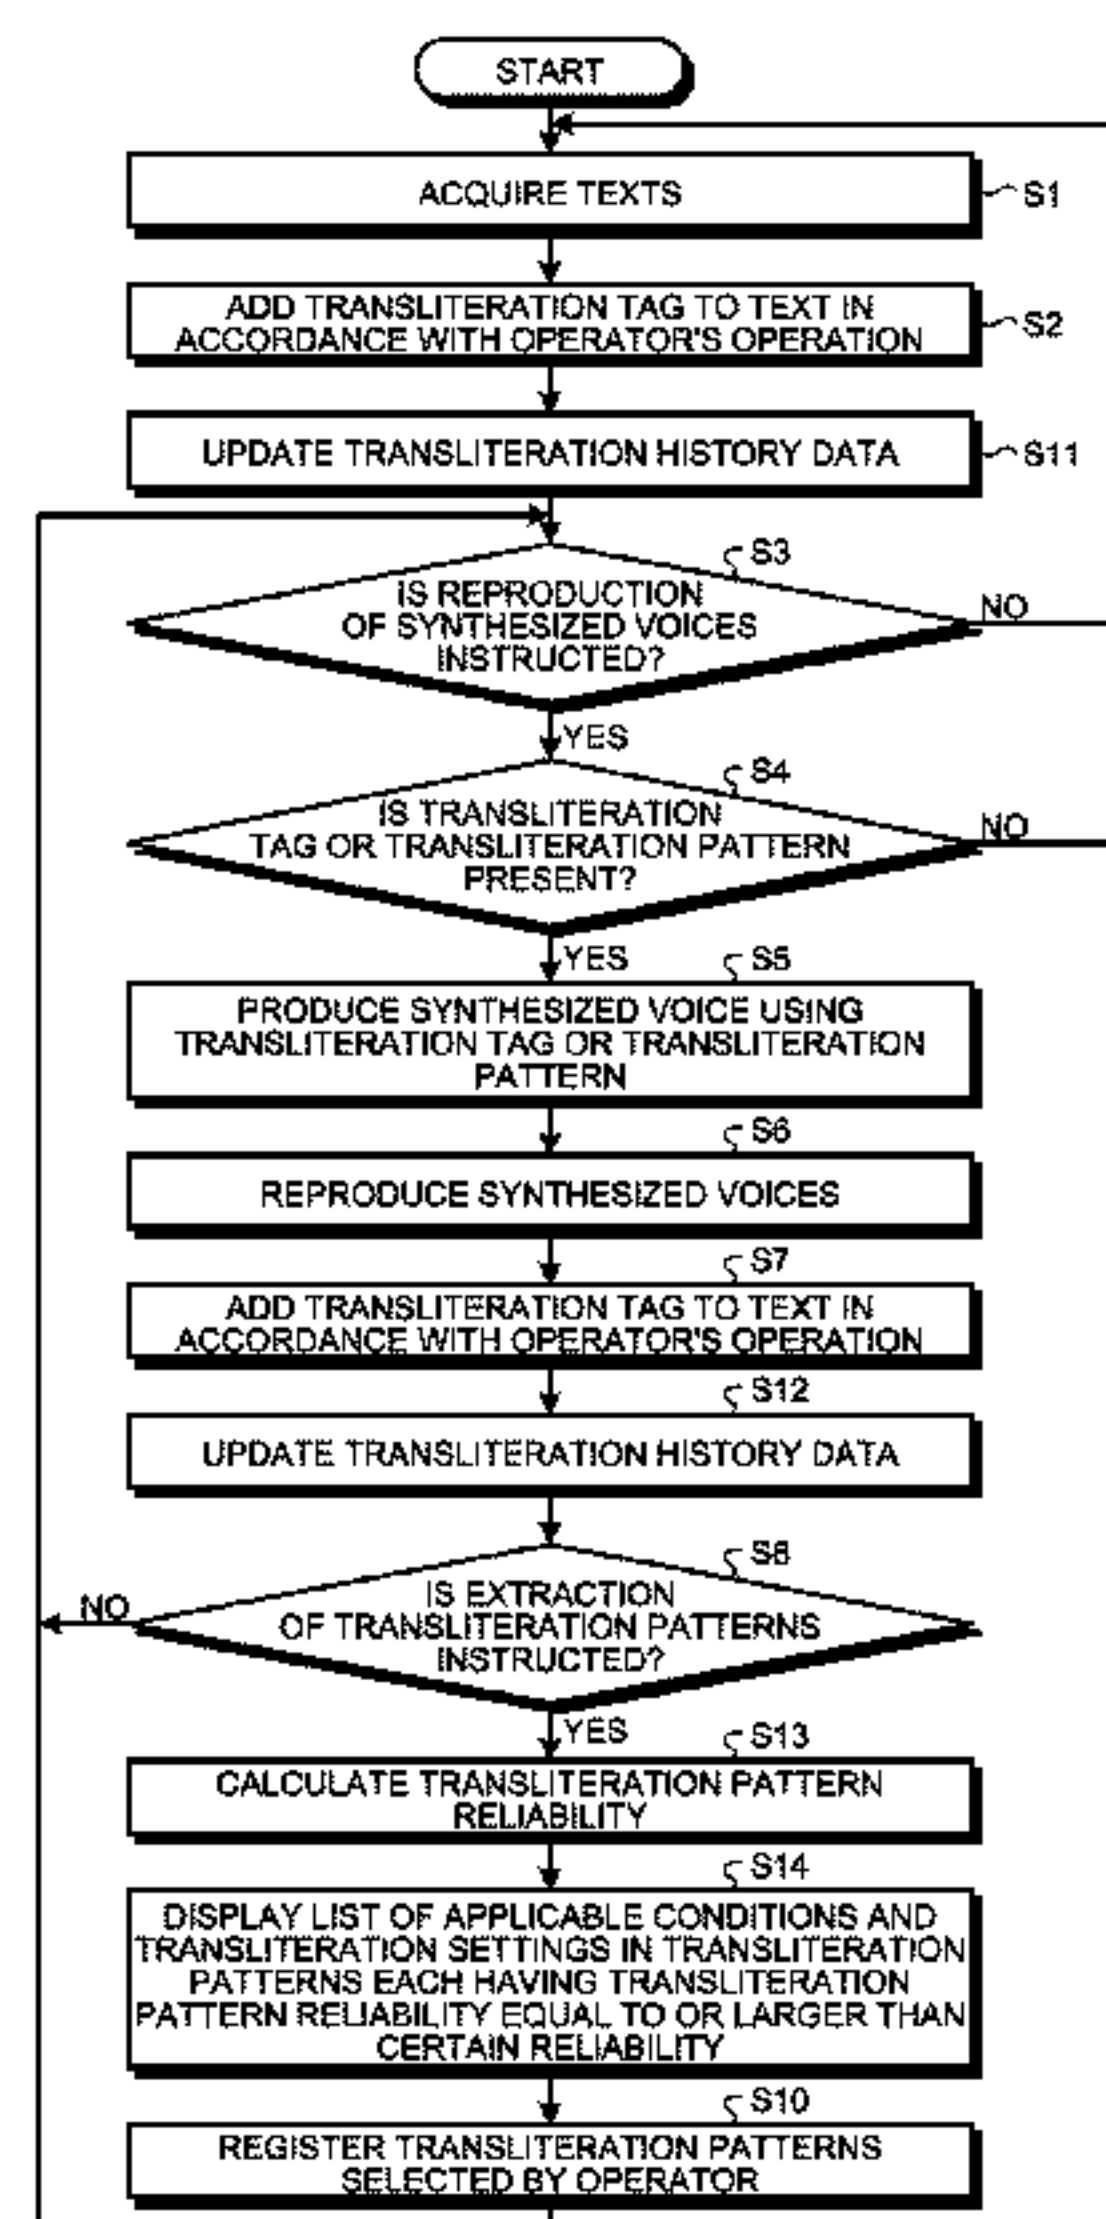 START
ACQUIRE TEXTS
S1
ADD TRANSLITERATION TAG TO TEXT IN
ACCORDANCE WITH OPERATOR'S OPERATION
S2
UPDATE TRANSLITERATION HISTORY DATA
S11
S3
IS REPRODUCTION
OF SYNTHESIZED VOICES
INSTRUCTED?
NO
YES
S4
IS TRANSLITERATION
TAG OR TRANSLITERATION PATTERN
PRESENT?
NO
YES
S5
PRODUCE SYNTHESIZED VOICE USING
TRANSLITERATION TAG OR TRANSLITERATION
PATTERN
S6
REPRODUCE SYNTHESIZED VOICES
S7
ADD TRANSLITERATION TAG TO TEXT IN
ACCORDANCE WITH OPERATOR'S OPERATION
S12
UPDATE TRANSLITERATION HISTORY DATA
S8
IS EXTRACTION
OF TRANSLITERATION PATTERNS
INSTRUCTED?
NO
YES
S13
CALCULATE TRANSLITERATION PATTERN
RELIABILITY
S14
DISPLAY LIST OF APPLICABLE CONDITIONS AND
TRANSLITERATION SETTINGS IN TRANSLITERATION
PATTERNS EACH HAVING TRANSLITERATION
PATTERN RELIABILITY EQUAL TO OR LARGER THAN
CERTAIN RELIABILITY
S10
REGISTER TRANSLITERATION PATTERNS
SELECTED BY OPERATOR